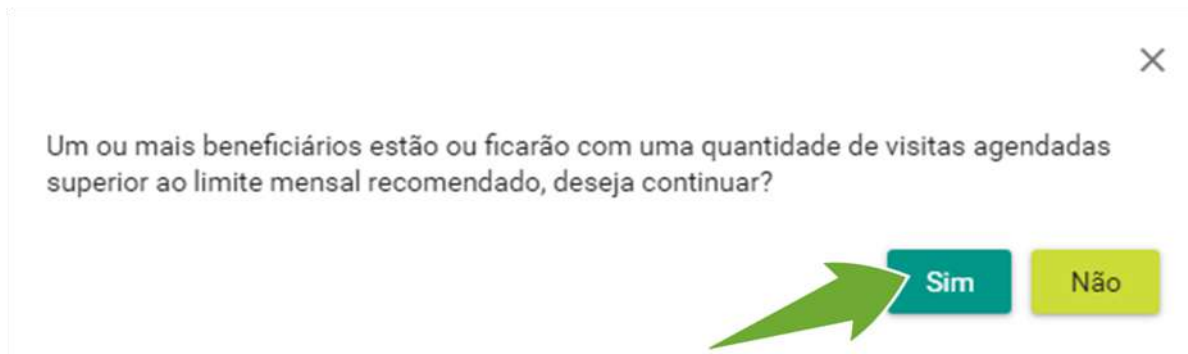 Um ou mais beneficiários estão ou ficarão com uma quantidade de visitas agendadas
superior ao limite mensal recomendado, deseja continuar?
Sim
Não